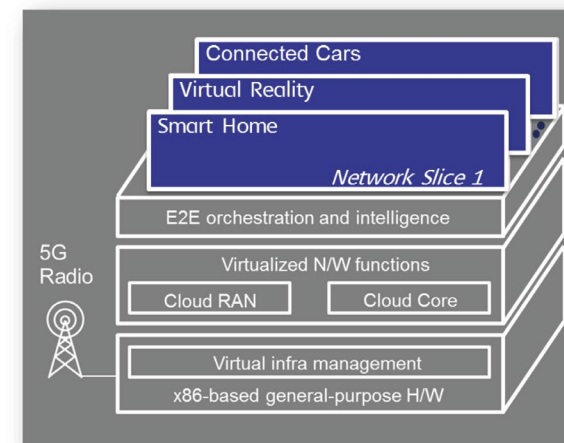 Connected Cars
Virtual Reality
Smart Home
Network Slice 1
E2E orchestration and intelligence
5G
Radio
Virtualized N/W functions
Cloud RAN
Cloud Core
Virtual infra management
x86-based general-purpose H/W